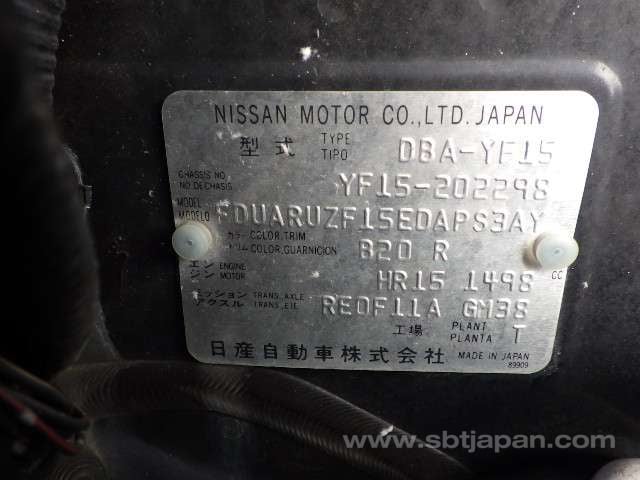 NISSAN MOTOR CO.,LTD. JAPAN
型式 TYPE TIPO DBA-YF15
CHASSIS NO. NO.DE CHASIS YF15-202298
MODEL MODELO FDUARUZF15EDAPS3AY
カラー COLOR,TRIM トリム COLOR,GUARNICION B20 R
エンジン ENGINE MOTOR HR15 1498 CC
ミッション アクスル TRANS.AXLE TRANS.EJE RE0F11A GM38
工場 PLANT PLANTA T
日産自動車株式会社 MADE IN JAPAN
89909
www.sbtjapan.com